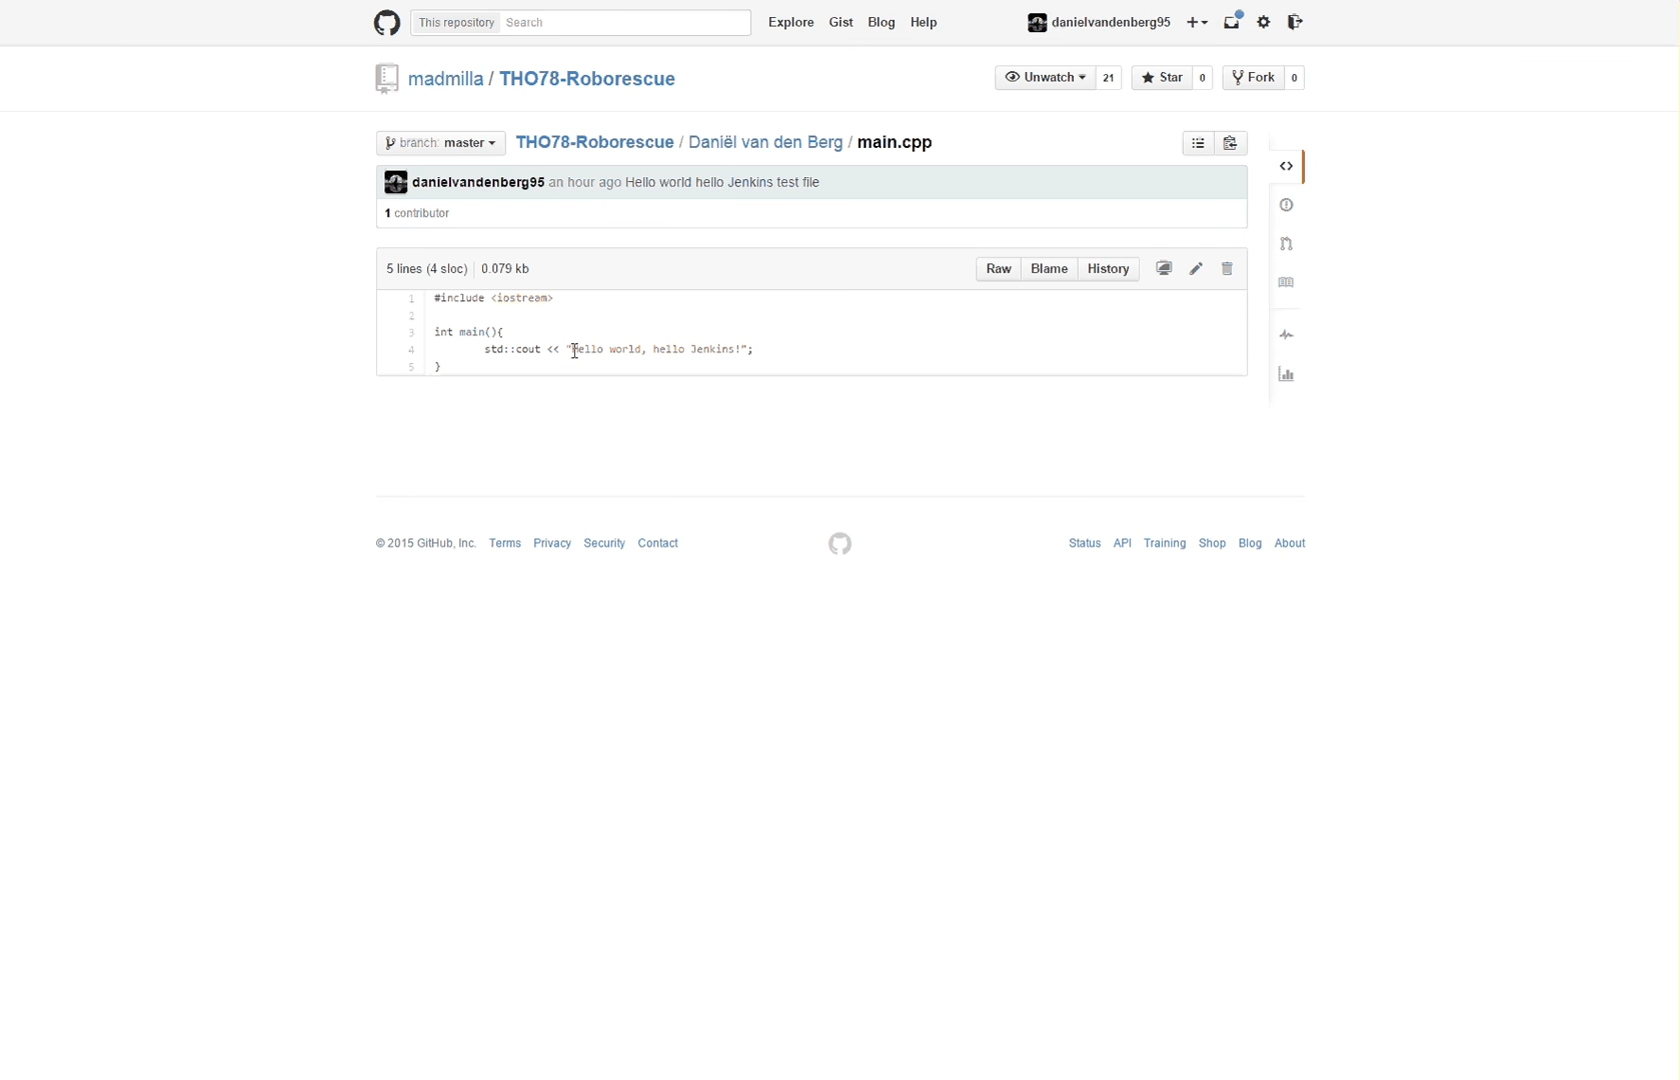 This repository Search Explore Gist Blog Help danielvandenberg95
madmilla / THO78-Roborescue Unwatch 21 Star 0 Fork 0
branch: master THO78-Roborescue / Daniël van den Berg / main.cpp
danielvandenberg95 an hour ago Hello world hello Jenkins test file
1 contributor
5 lines (4 sloc) 0.079 kb Raw Blame History
1 #include <iostream>
2
3 int main(){
4 std::cout << "Hello world, hello Jenkins!";
5 }
© 2015 GitHub, Inc. Terms Privacy Security Contact Status API Training Shop Blog About